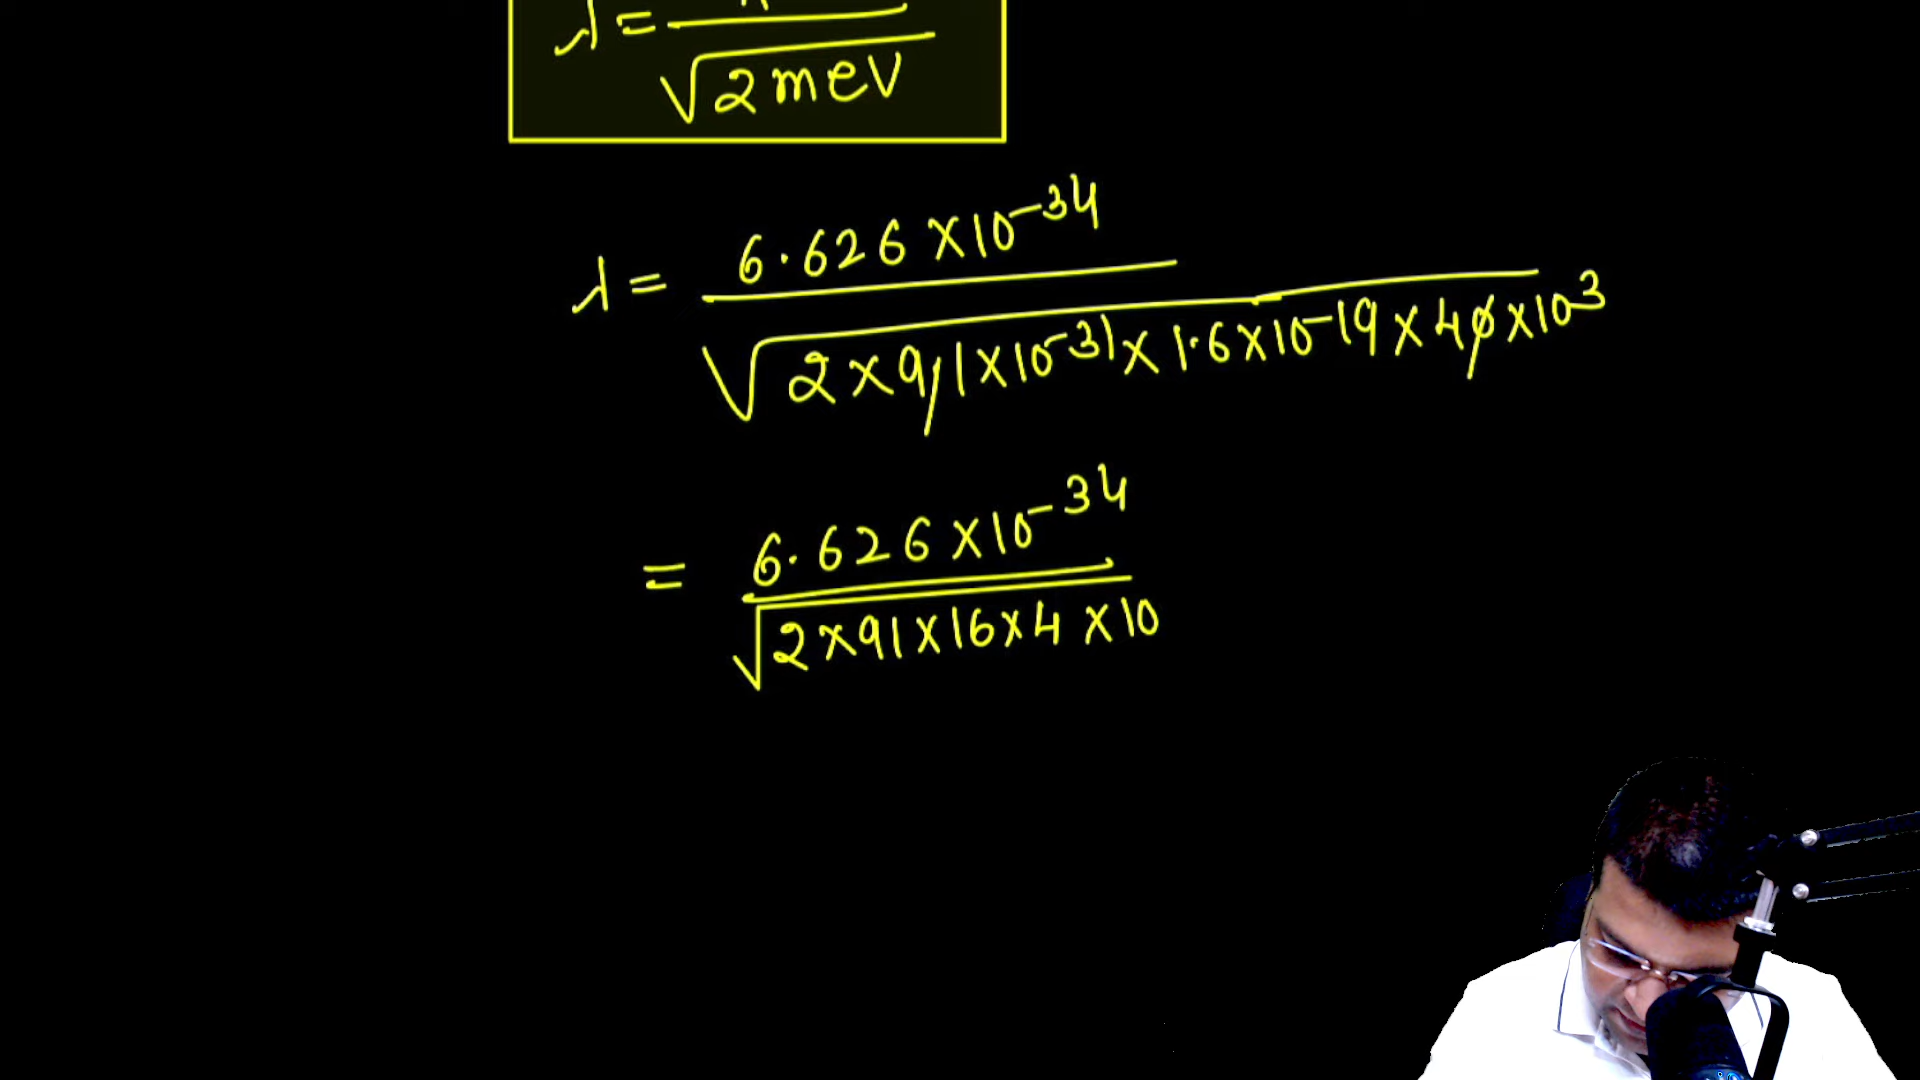 λ = h / √2meV
λ = 6.626 × 10⁻³⁴ / √2 × 9.1 × 10⁻³¹ × 1.6 × 10⁻¹⁹ × 40 × 10³
= 6.626 × 10⁻³⁴ / √2 × 91 × 16 × 4 × 10